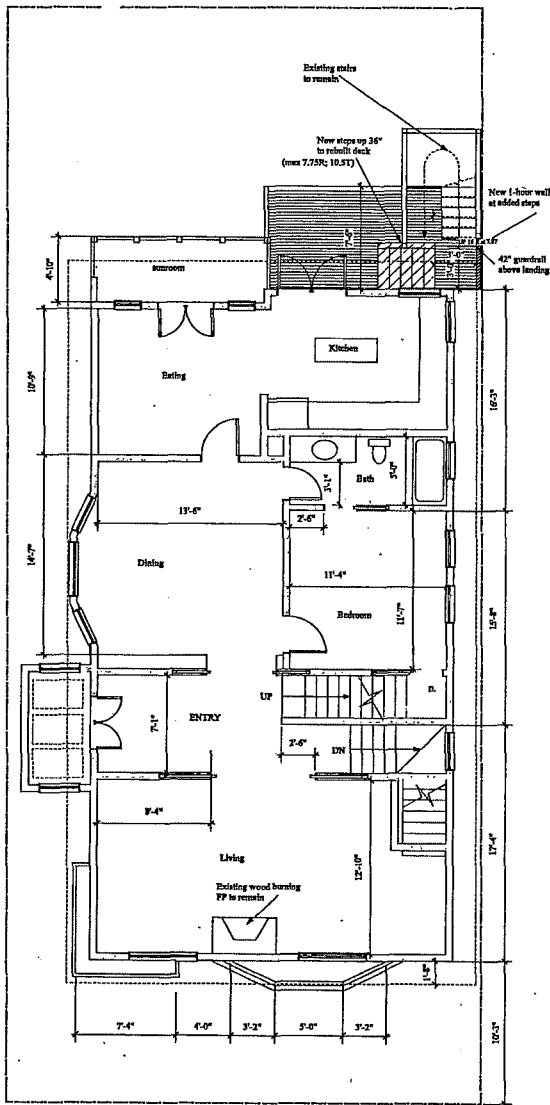 Existing stairs
to remain
New steps up 36"
to rebuilt deck
(max 7.75R; 10.5T)
New 1-hour wall
at added steps
42" guardrail
above landing
7'-6"
3'-0"
4'-10"
sunroom
Kitchen
Eating
10'-9"
16'-3"
Bath
3'-1"
5'-0"
13'-6"
2'-6"
14'-7"
Dining
11'-4"
Bedroom
11'-7"
15'-8"
UP
n.
ENTRY
7'-1"
DN
2'-6"
8'-4"
Living
12'-10"
17'-4"
Existing wood burning
FP to remain
1'-6"
7'-4"
4'-0"
3'-2"
5'-0"
3'-2"
10'-3"